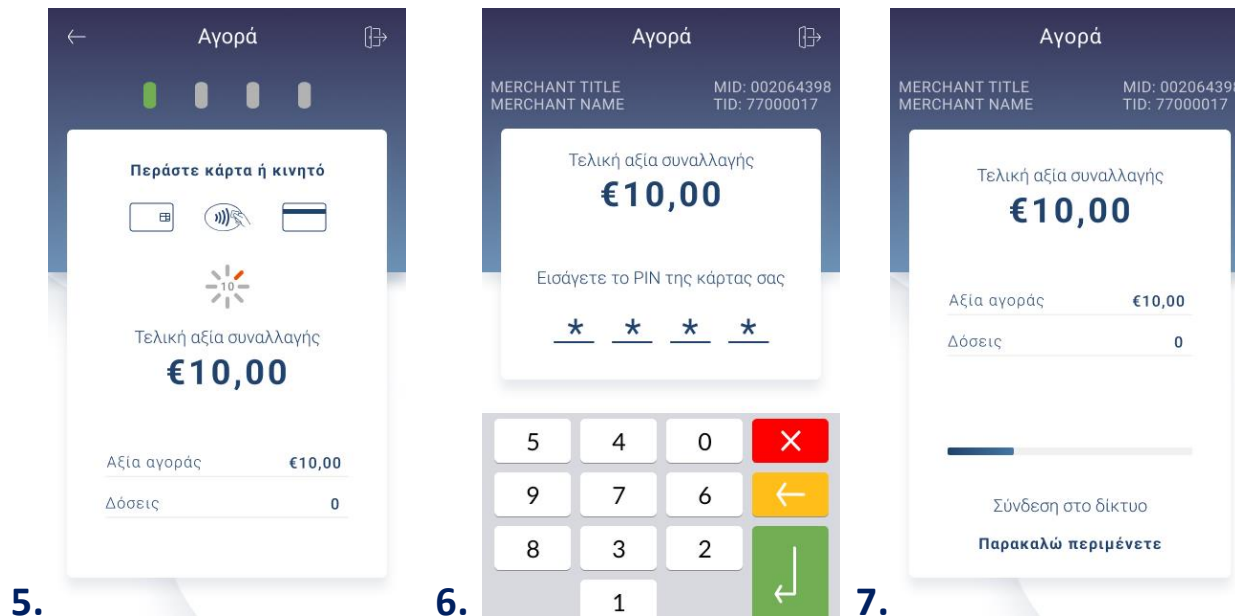 Αγορά
Περάστε κάρτα ή κινητό
10
Τελική αξία συναλλαγής
€10,00
Αξία αγοράς €10,00
Δόσεις 0
5.
Αγορά
MERCHANT TITLE MID: 002064398
MERCHANT NAME TID: 77000017
Τελική αξία συναλλαγής
€10,00
Εισάγετε το PIN της κάρτας σας
* * * *
5 4 0
9 7 6
8 3 2
1
6.
Αγορά
MERCHANT TITLE MID: 002064398
MERCHANT NAME TID: 77000017
Τελική αξία συναλλαγής
€10,00
Αξία αγοράς €10,00
Δόσεις 0
Σύνδεση στο δίκτυο
Παρακαλώ περιμένετε
7.